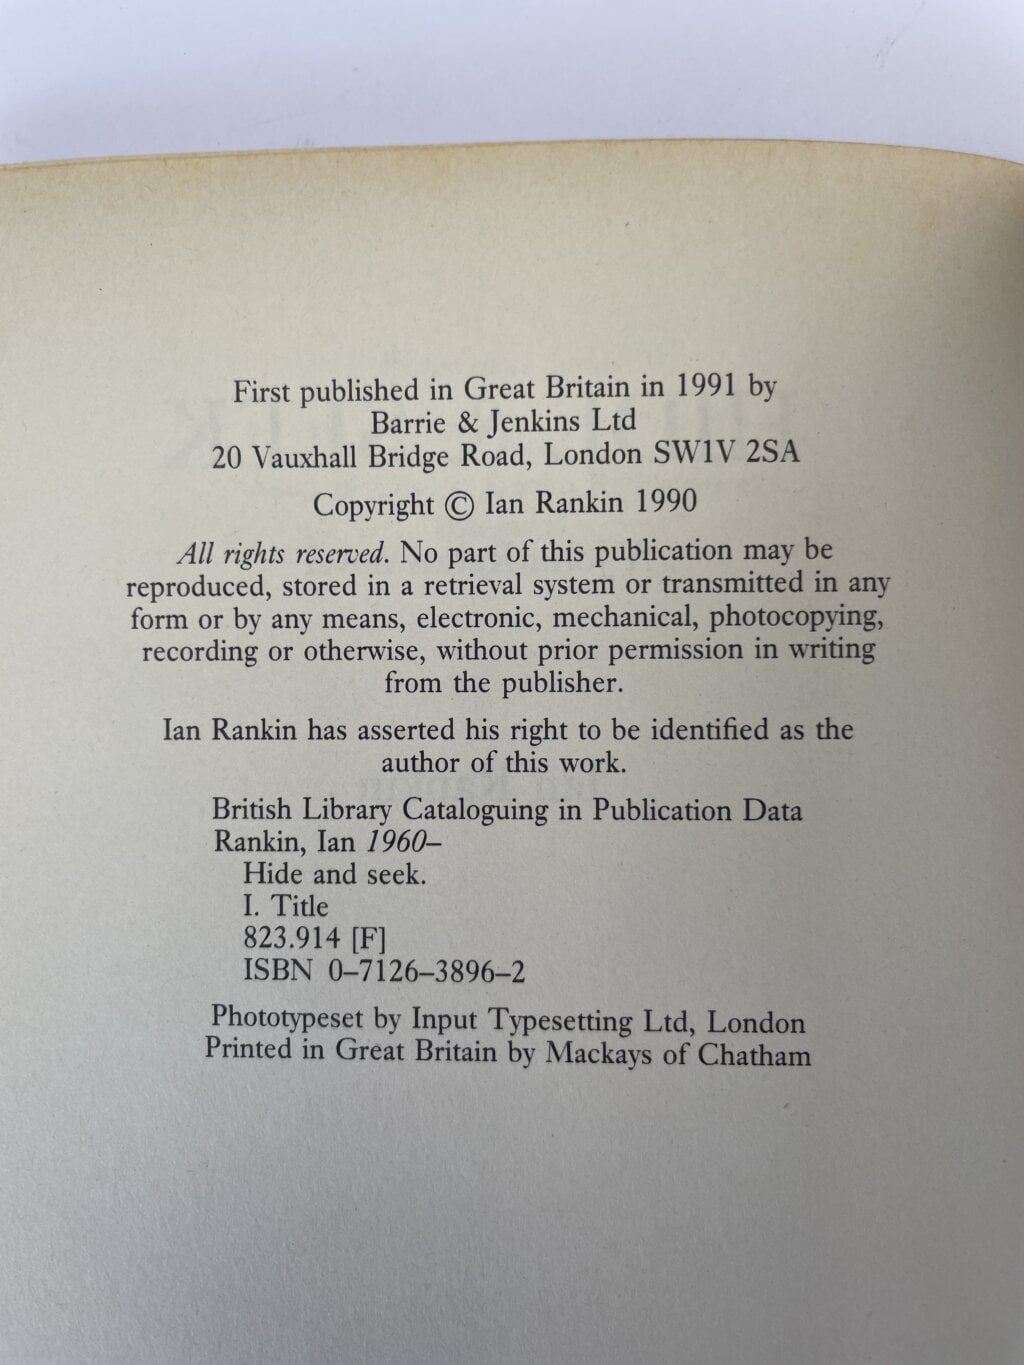 First published in Great Britain in 1991 by
Barrie & Jenkins Ltd
20 Vauxhall Bridge Road, London SW1V 2SA
Copyright © Ian Rankin 1990
All rights reserved. No part of this publication may be
reproduced, stored in a retrieval system or transmitted in any
form or by any means, electronic, mechanical, photocopying,
recording or otherwise, without prior permission in writing
from the publisher.
Ian Rankin has asserted his right to be identified as the
author of this work.
British Library Cataloguing in Publication Data
Rankin, Ian 1960–
Hide and seek.
I. Title
823.914 [F]
ISBN 0–7126–3896–2
Phototypeset by Input Typesetting Ltd, London
Printed in Great Britain by Mackays of Chatham